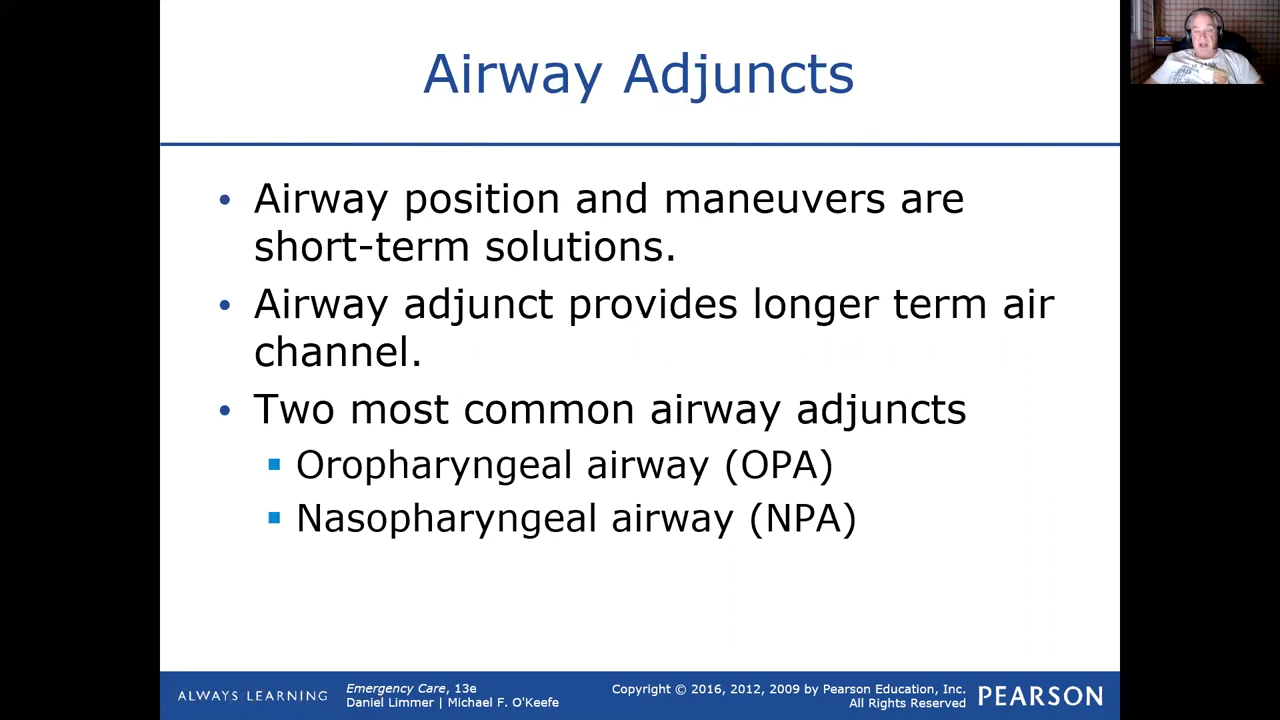 Airway Adjuncts
• Airway position and maneuvers are
short-term solutions.
• Airway adjunct provides longer term air
channel.
• Two most common airway adjuncts
▪ Oropharyngeal airway (OPA)
▪ Nasopharyngeal airway (NPA)
ALWAYS LEARNING
Emergency Care, 13e
Daniel Limmer | Michael F. O'Keefe
Copyright © 2016, 2012, 2009 by Pearson Education, Inc.
All Rights Reserved
PEARSON